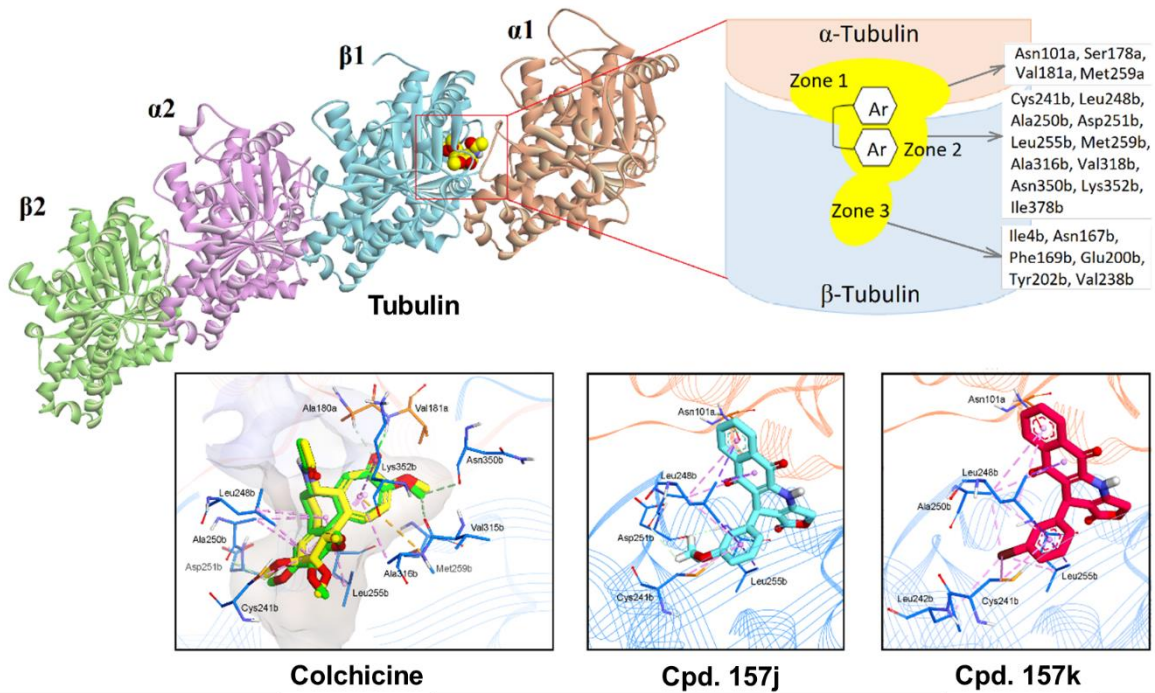 α1
β1
α2
β2
Tubulin
α-Tubulin
Zone 1
Ar
Ar
Zone 2
Zone 3
β-Tubulin
Asn101a, Ser178a,
Val181a, Met259a
Cys241b, Leu248b,
Ala250b, Asp251b,
Leu255b, Met259b,
Ala316b, Val318b,
Asn350b, Lys352b,
Ile378b
Ile4b, Asn167b,
Phe169b, Glu200b,
Tyr202b, Val238b
Ala180a
Val181a
Lys352b
Asn350b
Leu248b
Ala250b
Asp251b
Cys241b
Leu255b
Ala316b
Met259b
Val315b
Colchicine
Asn101a
Leu248b
Asp251b
Cys241b
Leu255b
Cpd. 157j
Asn101a
Leu248b
Ala250b
Leu255b
Leu242b
Cys241b
Cpd. 157k